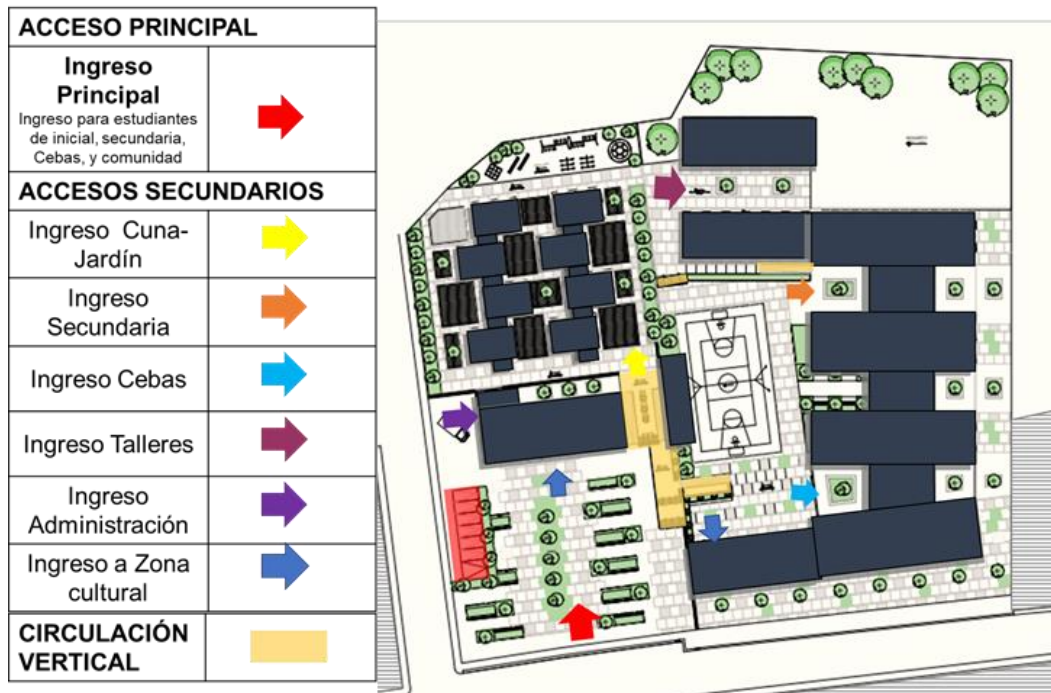 ACCESO PRINCIPAL
Ingreso
Principal
Ingreso para estudiantes
de inicial, secundaria,
Cebas, y comunidad
ACCESOS SECUNDARIOS
Ingreso Cuna-
Jardín
Ingreso
Secundaria
Ingreso Cebas
Ingreso Talleres
Ingreso
Administración
Ingreso a Zona
cultural
CIRCULACIÓN
VERTICAL